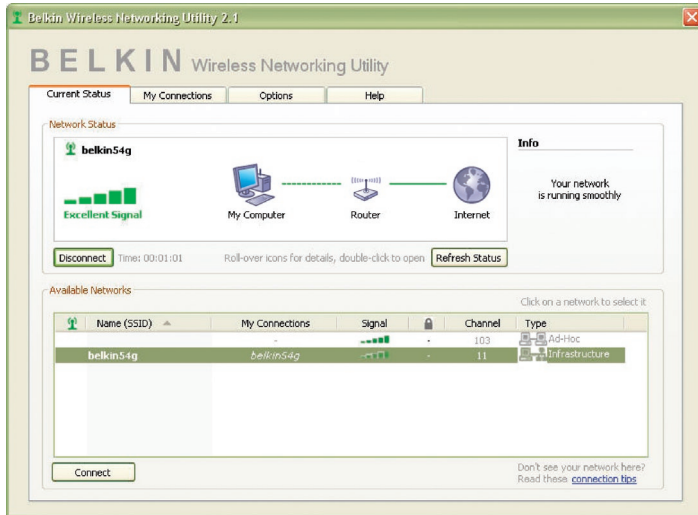 Belkin Wireless Networking Utility 2.1
BELKIN Wireless Networking Utility
Current Status My Connections Options Help
Network Status
belkin54g
Excellent Signal
My Computer Router Internet
Info
Your network
is running smoothly
Disconnect Time: 00:01:01 Roll-over icons for details, double-click to open Refresh Status
Available Networks
Click on a network to select it
Name (SSID) My Connections Signal Channel Type
- - 103 Ad-Hoc
belkin54g belkin54g - 11 Infrastructure
Connect
Don't see your network here?
Read these connection tips